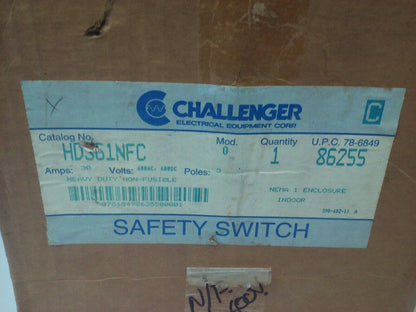 CHALLENGER
ELECTRICAL EQUIPMENT CORP
C
Catalog No. Mod. Quantity U.P.C. 78-6849
HDS61NFC 0 1 86255
Amps: 30 Volts: 600AC, 600DC Poles:
HEAVY DUTY NON-FUSIBLE
NEMA 1 ENCLOSURE
INDOOR
SAFETY SWITCH
N/F